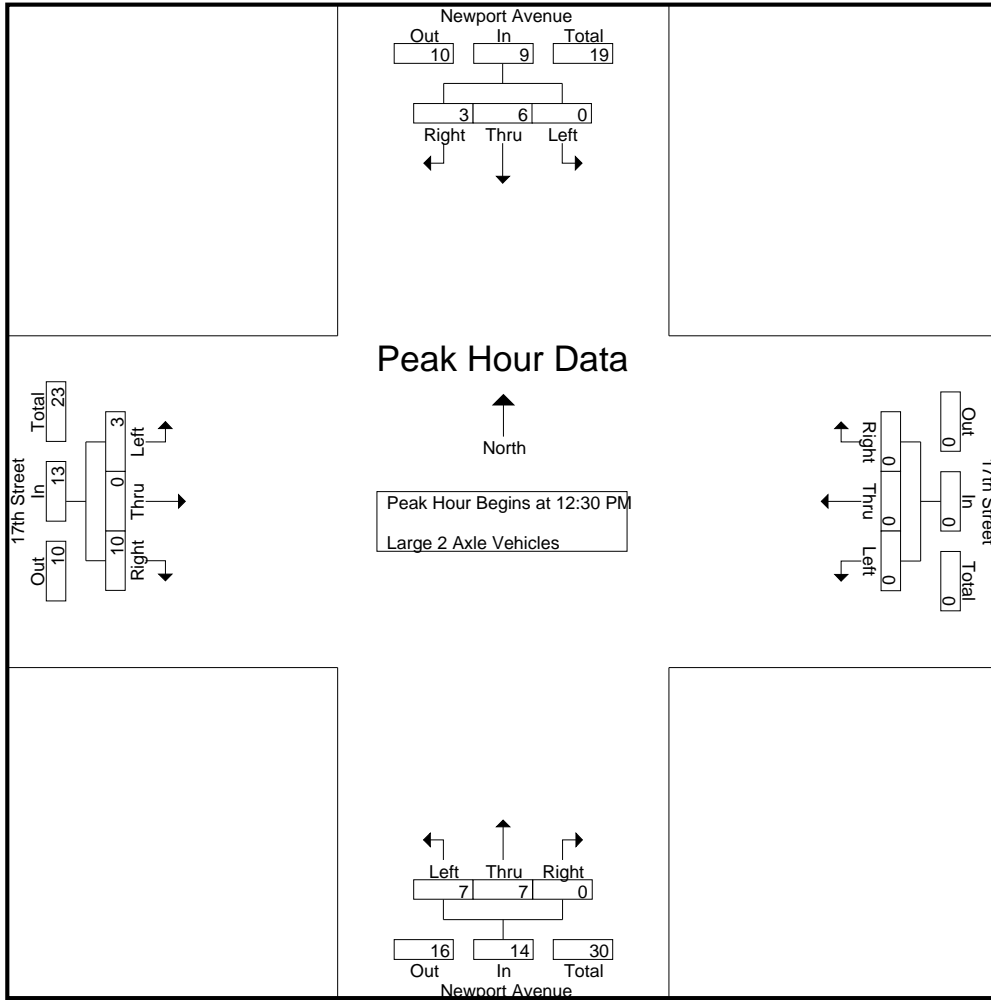 Newport Avenue
Out In Total
10 9 19
3 6 0
Right Thru Left
Peak Hour Data
North
Peak Hour Begins at 12:30 PM
Large 2 Axle Vehicles
17th Street
Out In Total
10 13 23
10 0 3
Right Thru Left
17th Street
Out In Total
0 0 0
0 0 0
Right Thru Left
Left Thru Right
7 7 0
16 14 30
Out In Total
Newport Avenue